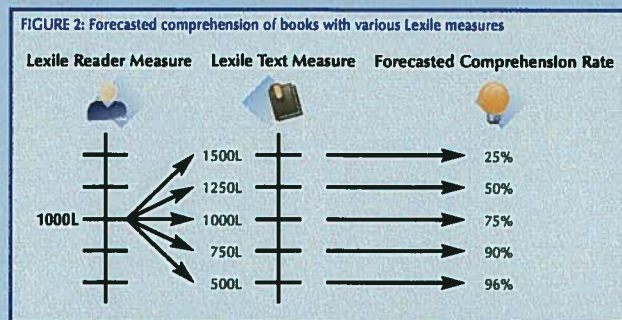 FIGURE 2: Forecasted comprehension of books with various Lexile measures
Lexile Reader Measure Lexile Text Measure Forecasted Comprehension Rate
1500L 25%
1250L 50%
1000L 1000L 75%
750L 90%
500L 96%